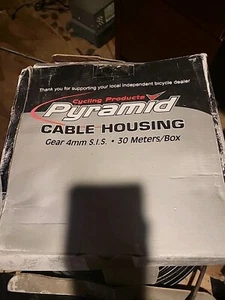 Thank you for supporting your local independent bicycle dealer
Cycling Products
Pyramid
CABLE HOUSING
Gear 4mm S.I.S. • 30 Meters/Box